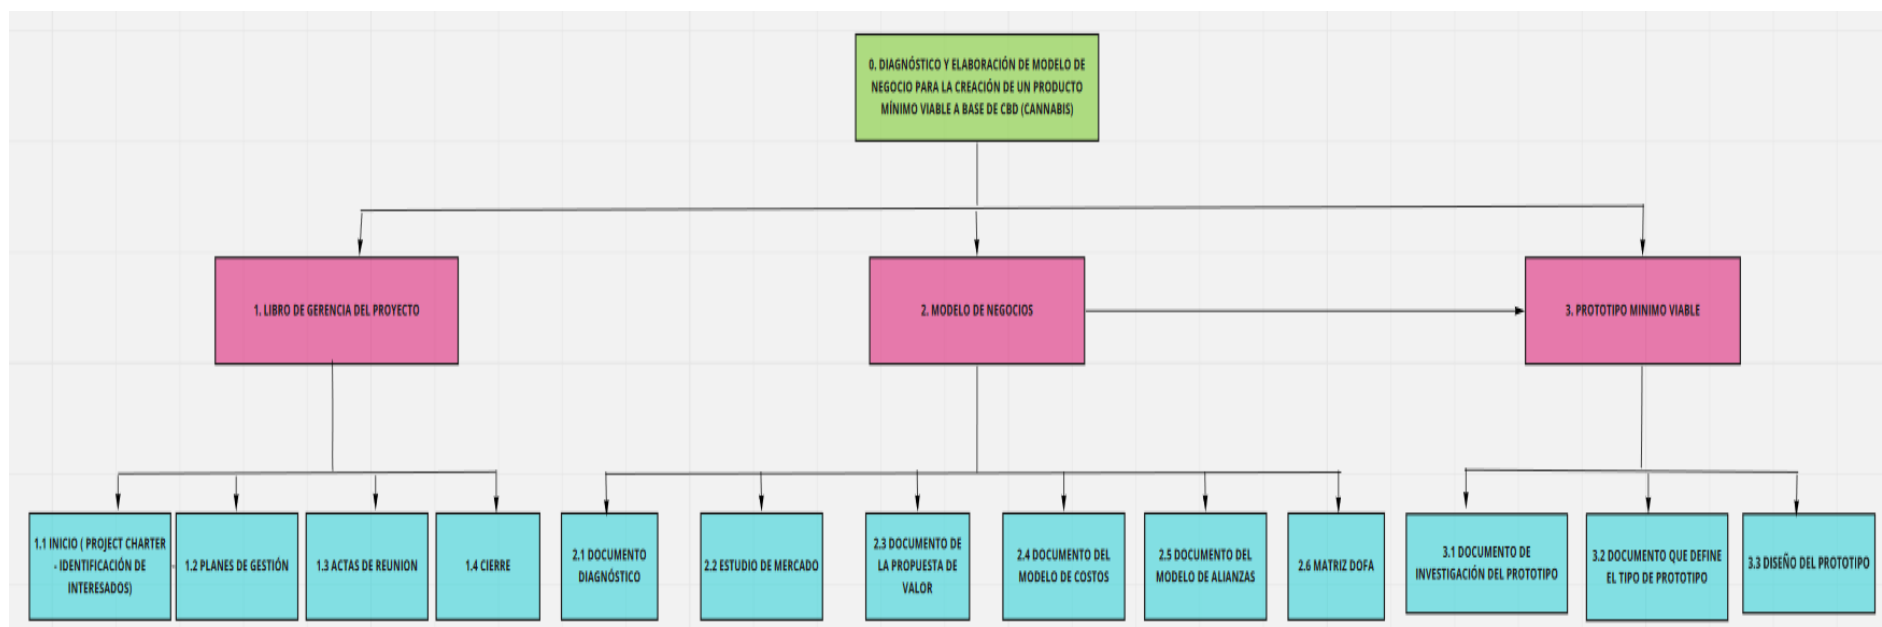 0. DIAGNÓSTICO Y ELABORACIÓN DE MODELO DE
NEGOCIO PARA LA CREACIÓN DE UN PRODUCTO
MÍNIMO VIABLE A BASE DE CBD (CANNABIS)
1. LIBRO DE GERENCIA DEL PROYECTO
2. MODELO DE NEGOCIOS
3. PROTOTIPO MINIMO VIABLE
1.1 INICIO ( PROJECT CHARTER
- IDENTIFICACIÓN DE
INTERESADOS)
1.2 PLANES DE GESTIÓN
1.3 ACTAS DE REUNION
1.4 CIERRE
2.1 DOCUMENTO
DIAGNÓSTICO
2.2 ESTUDIO DE MERCADO
2.3 DOCUMENTO DE
LA PROPUESTA DE
VALOR
2.4 DOCUMENTO DEL
MODELO DE COSTOS
2.5 DOCUMENTO DEL
MODELO DE ALIANZAS
2.6 MATRIZ DOFA
3.1 DOCUMENTO DE
INVESTIGACIÓN DEL PROTOTIPO
3.2 DOCUMENTO QUE DEFINE
EL TIPO DE PROTOTIPO
3.3 DISEÑO DEL PROTOTIPO